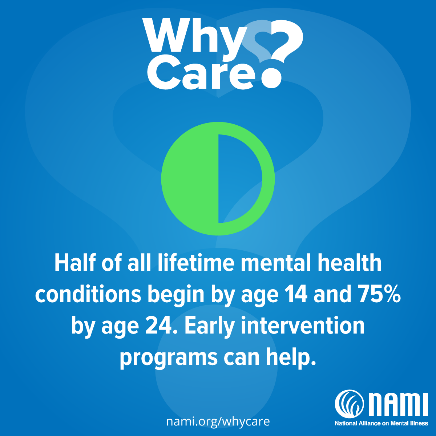 Why
Care?
Half of all lifetime mental health
conditions begin by age 14 and 75%
by age 24. Early intervention
programs can help.
nami.org/whycare
NAMI
National Alliance on Mental Illness